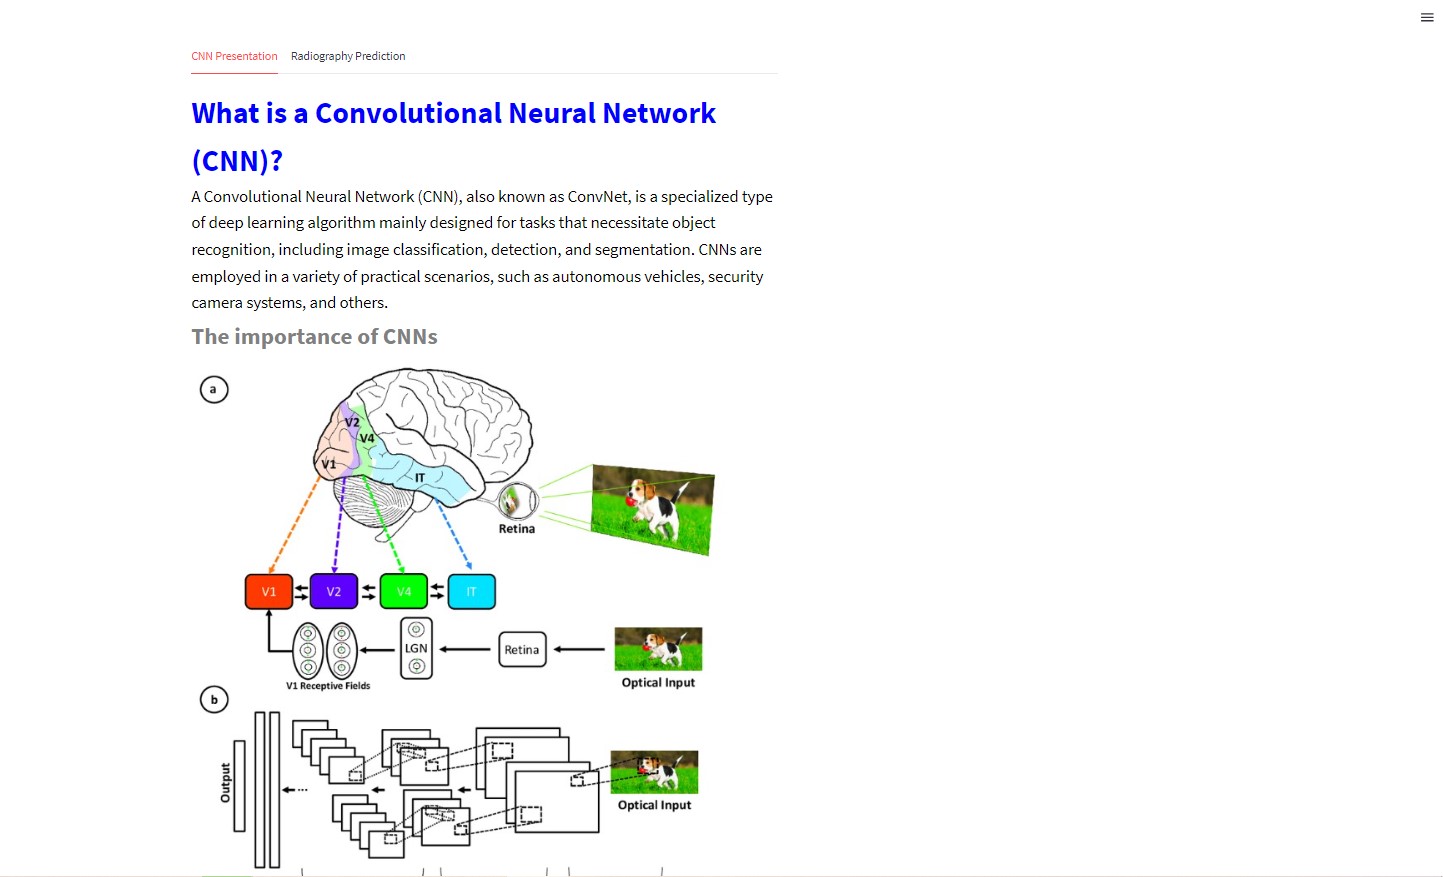 CNN Presentation
Radiography Prediction
What is a Convolutional Neural Network
(CNN)?
A Convolutional Neural Network (CNN), also known as ConvNet, is a specialized type
of deep learning algorithm mainly designed for tasks that necessitate object
recognition, including image classification, detection, and segmentation. CNNs are
employed in a variety of practical scenarios, such as autonomous vehicles, security
camera systems, and others.
The importance of CNNs
a
V2
V4
V1
IT
Retina
V1
V2
V4
IT
LGN
Retina
V1 Receptive Fields
Optical Input
b
Output
Optical Input